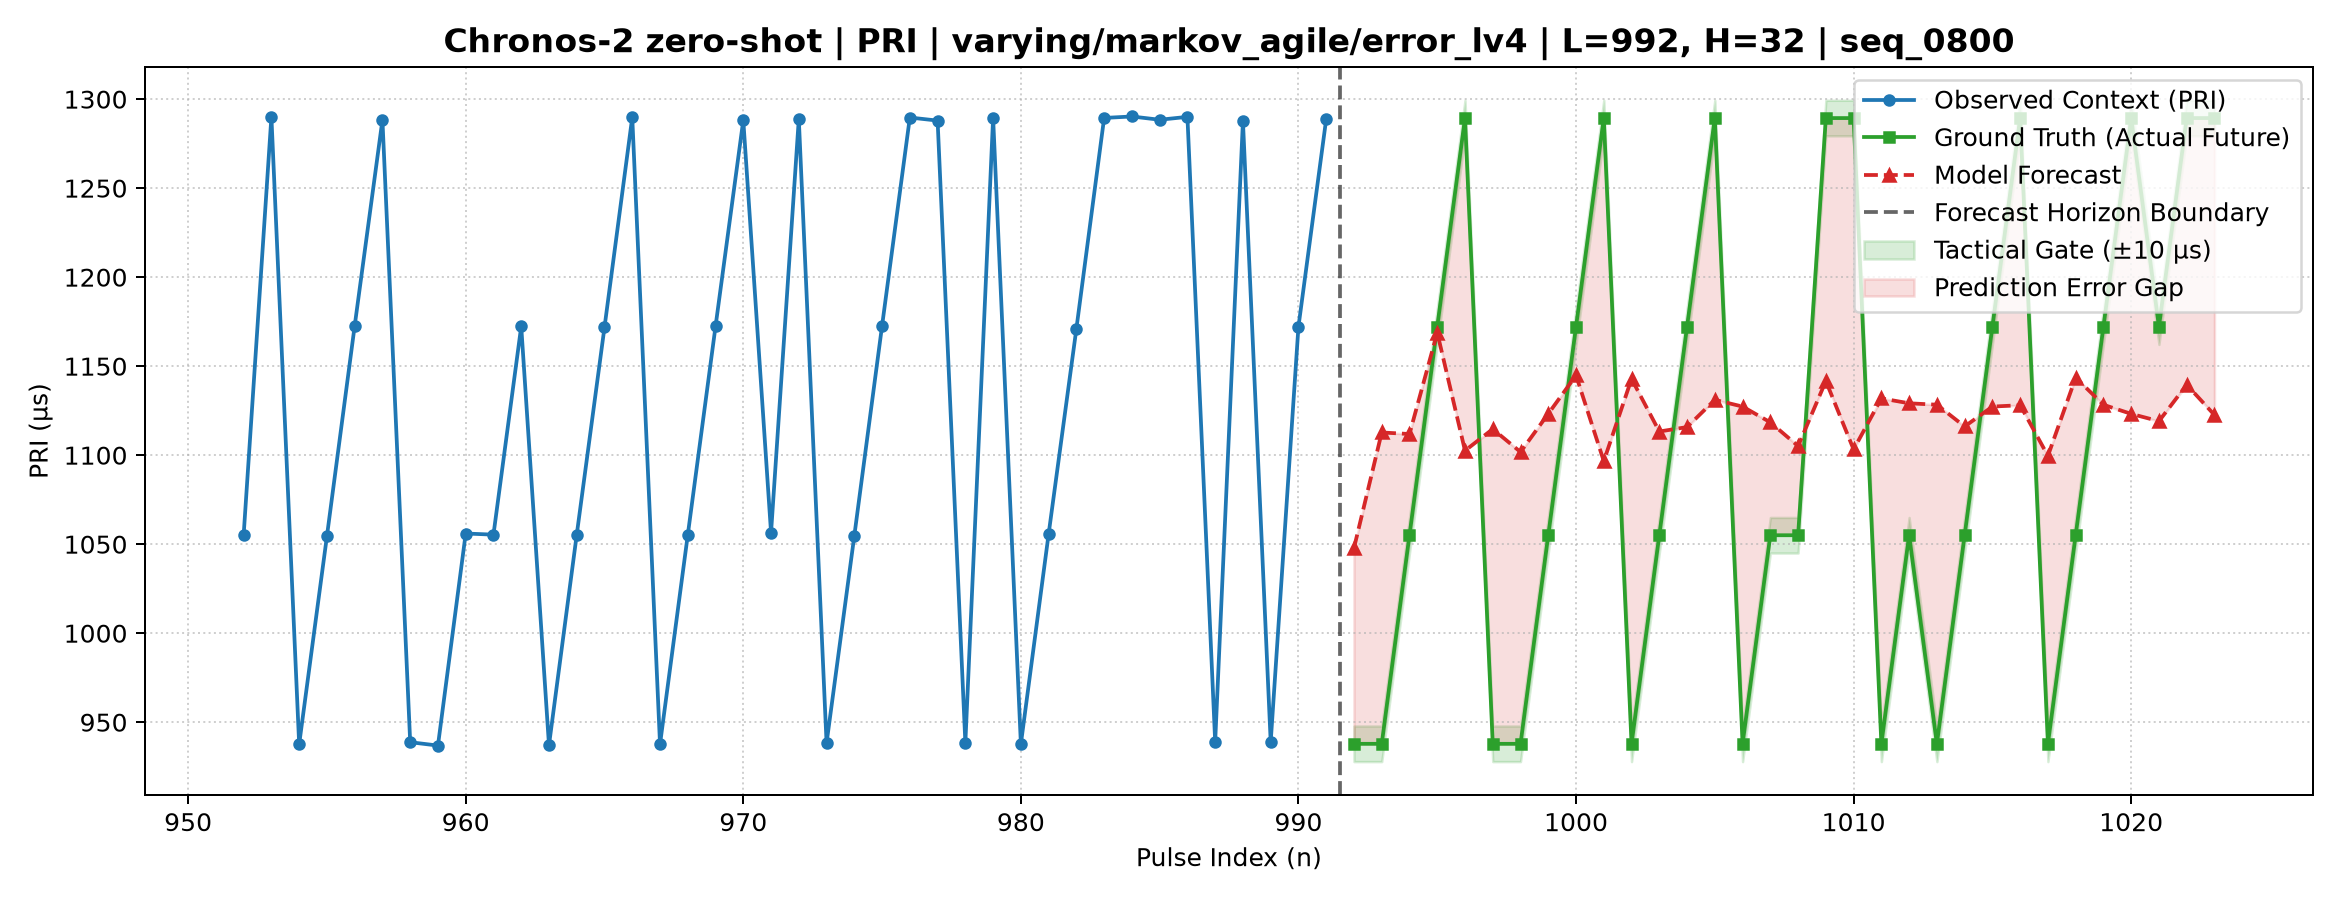 Chronos-2 zero-shot | PRI | varying/markov_agile/error_lv4 | L=992, H=32 | seq_0800
PRI (µs)
1300
1250
1200
1150
1100
1050
1000
950
Observed Context (PRI)
Ground Truth (Actual Future)
Model Forecast
Forecast Horizon Boundary
Tactical Gate (±10 µs)
Prediction Error Gap
950 960 970 980 990 1000 1010 1020
Pulse Index (n)